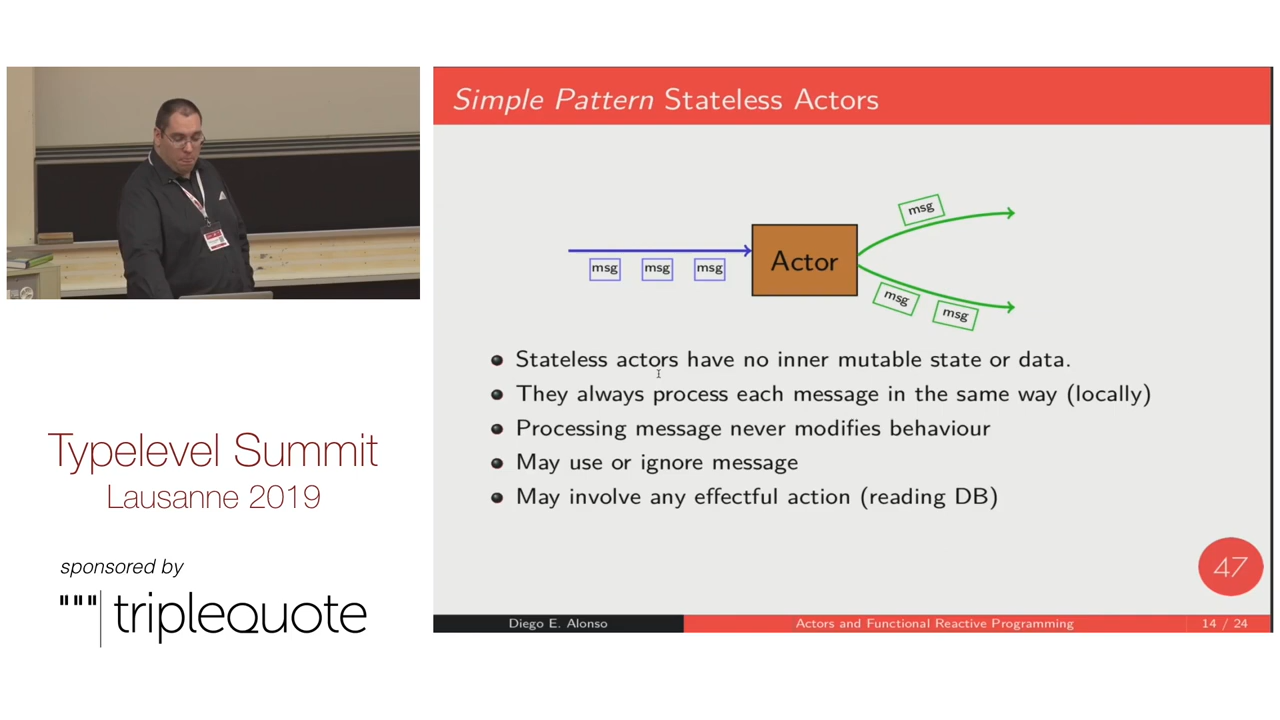 Simple Pattern Stateless Actors
msg
msg
msg
msg
Actor
msg
msg
Stateless actors have no inner mutable state or data.
They always process each message in the same way (locally)
Processing message never modifies behaviour
May use or ignore message
May involve any effectful action (reading DB)
47
Diego E. Alonso
Actors and Functional Reactive Programming
14 / 24
Typelevel Summit
Lausanne 2019
sponsored by
"""|triplequote